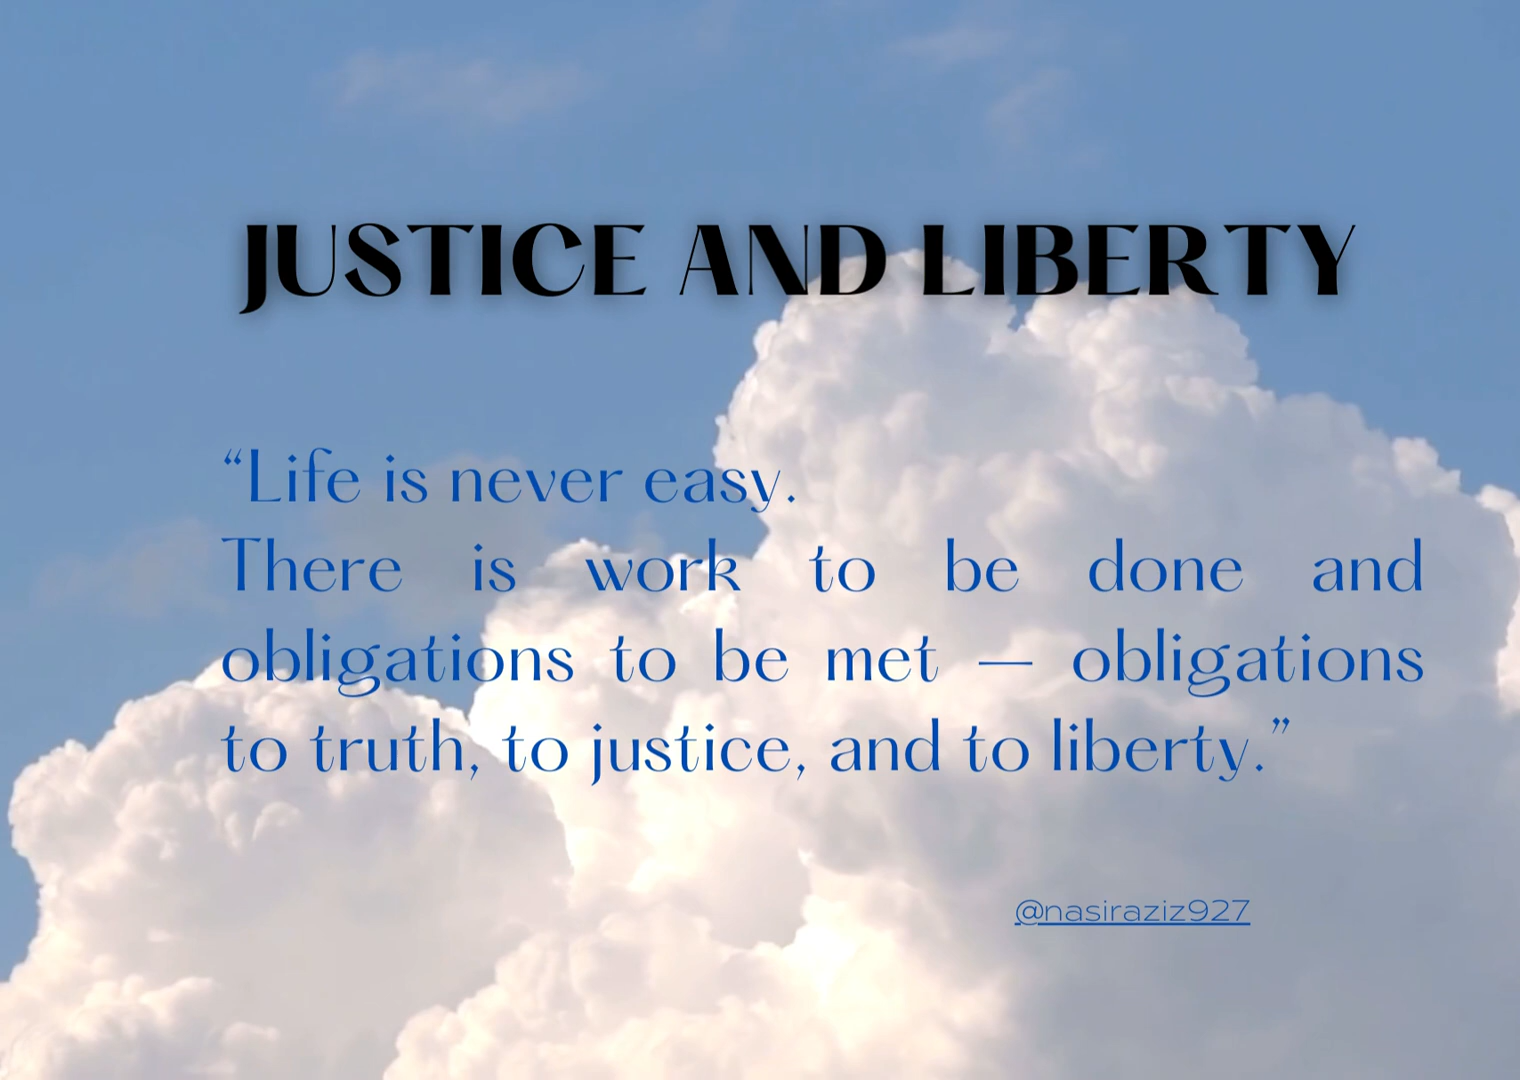 JUSTICE AND LIBERTY
“Life is never easy.
There is work to be done and
obligations to be met – obligations
to truth, to justice, and to liberty.”
@nasiraziz927